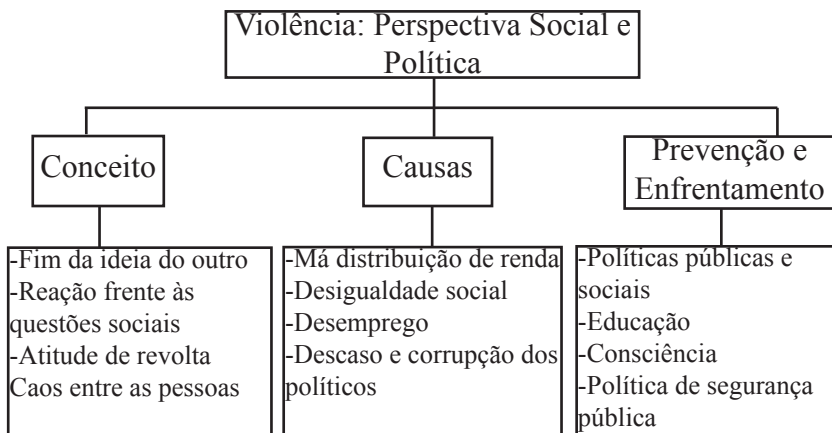 Violência: Perspectiva Social e
Política
Conceito
Causas
Prevenção e
Enfrentamento
-Fim da ideia do outro
-Reação frente às
questões sociais
-Atitude de revolta
Caos entre as pessoas
-Má distribuição de renda
-Desigualdade social
-Desemprego
-Descaso e corrupção dos
políticos
-Políticas públicas e
sociais
-Educação
-Consciência
-Política de segurança
pública